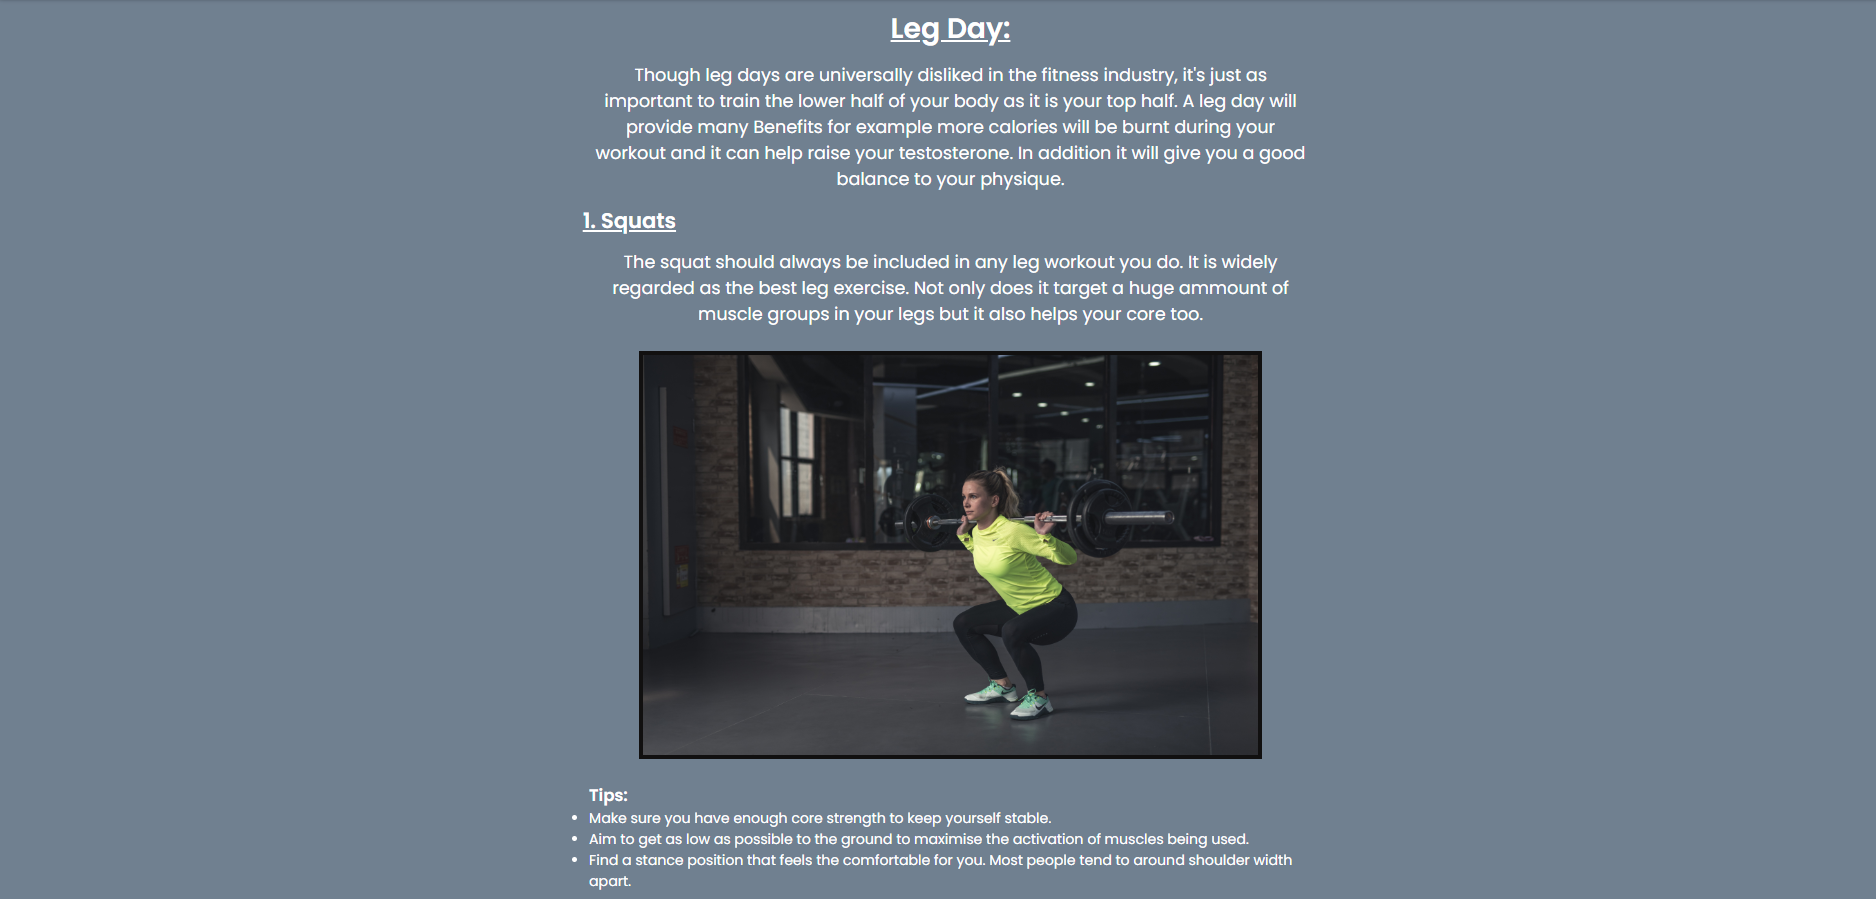 Leg Day:
Though leg days are universally disliked in the fitness industry, it's just as
important to train the lower half of your body as it is your top half. A leg day will
provide many Benefits for example more calories will be burnt during your
workout and it can help raise your testosterone. In addition it will give you a good
balance to your physique.
1. Squats
The squat should always be included in any leg workout you do. It is widely
regarded as the best leg exercise. Not only does it target a huge ammount of
muscle groups in your legs but it also helps your core too.
Tips:
• Make sure you have enough core strength to keep yourself stable.
• Aim to get as low as possible to the ground to maximise the activation of muscles being used.
• Find a stance position that feels the comfortable for you. Most people tend to around shoulder width
apart.